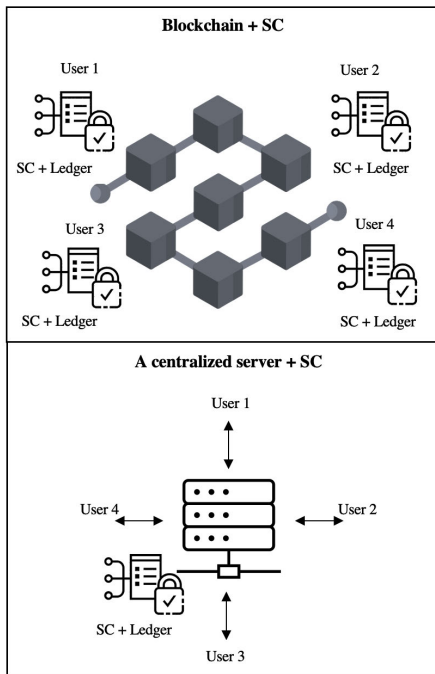 Blockchain + SC
User 1
User 2
SC + Ledger
SC + Ledger
User 3
User 4
SC + Ledger
SC + Ledger
A centralized server + SC
User 1
User 4
User 2
SC + Ledger
User 3